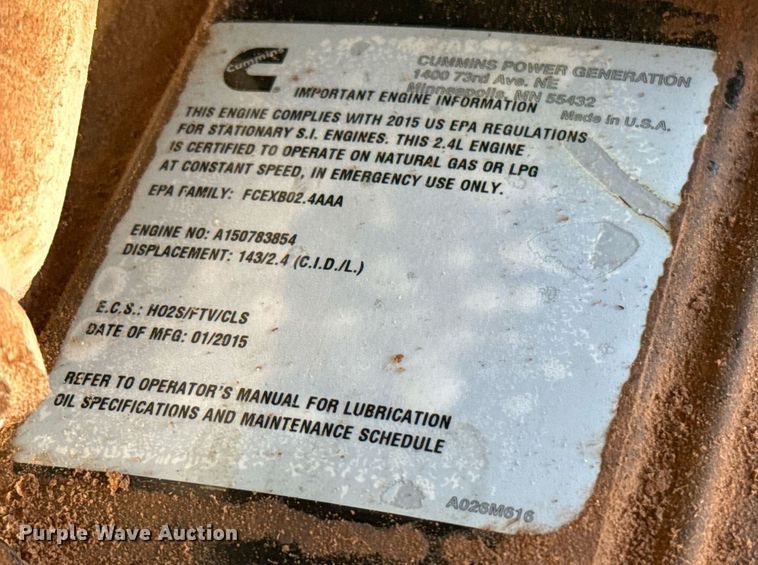 Cummins
CUMMINS POWER GENERATION
1400 73rd Ave. NE
Minneapolis, MN 55432
Made in U.S.A.
IMPORTANT ENGINE INFORMATION
THIS ENGINE COMPLIES WITH 2015 US EPA REGULATIONS
FOR STATIONARY S.I. ENGINES. THIS 2.4L ENGINE
IS CERTIFIED TO OPERATE ON NATURAL GAS OR LPG
AT CONSTANT SPEED, IN EMERGENCY USE ONLY.
EPA FAMILY: FCEXB02.4AAA
ENGINE NO: A150783854
DISPLACEMENT: 143/2.4 (C.I.D./L.)
E.C.S.: HO2S/FTV/CLS
DATE OF MFG: 01/2015
REFER TO OPERATOR'S MANUAL FOR LUBRICATION
OIL SPECIFICATIONS AND MAINTENANCE SCHEDULE
A026M616
Purple Wave Auction